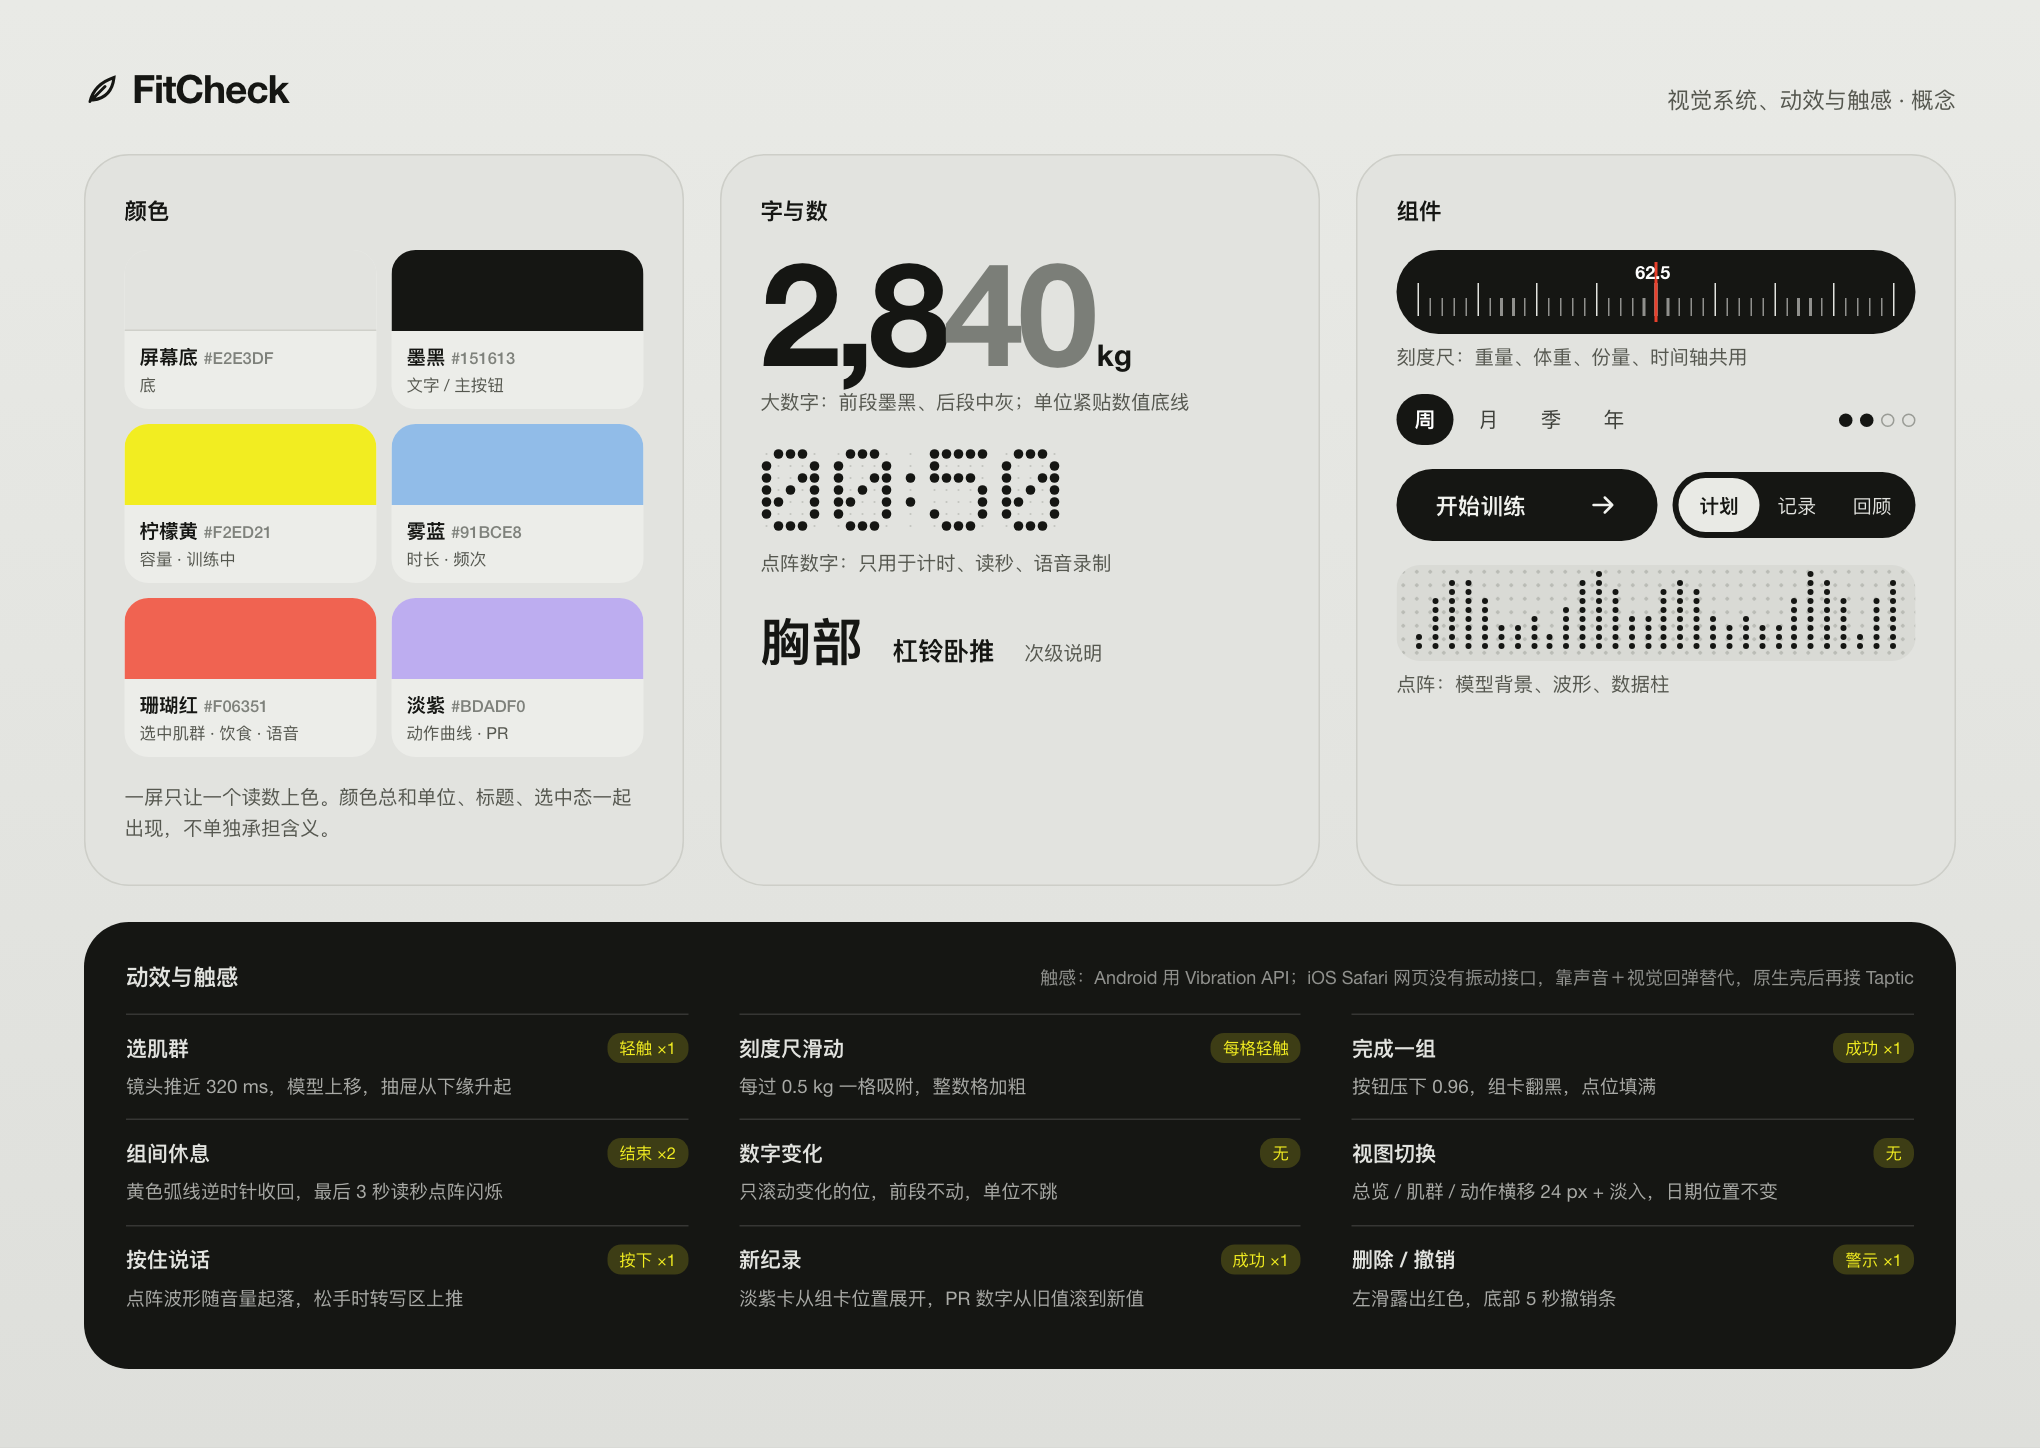 FitCheck
视觉系统、动效与触感 · 概念
颜色
屏幕底 #E2E3DF
底
墨黑 #151613
文字 / 主按钮
柠檬黄 #F2ED21
容量 · 训练中
雾蓝 #91BCE8
时长 · 频次
珊瑚红 #F06351
选中肌群 · 饮食 · 语音
淡紫 #BDADF0
动作曲线 · PR
一屏只让一个读数上色。颜色总和单位、标题、选中态一起
出现，不单独承担含义。
字与数
2,840kg
大数字：前段墨黑、后段中灰；单位紧贴数值底线
00:50
点阵数字：只用于计时、读秒、语音录制
胸部 杠铃卧推 次级说明
组件
62.5
刻度尺：重量、体重、份量、时间轴共用
周 月 季 年
开始训练 → 计划 记录 回顾
点阵：模型背景、波形、数据柱
动效与触感
触感：Android 用 Vibration API；iOS Safari 网页没有振动接口，靠声音＋视觉回弹替代，原生壳后再接 Taptic
选肌群 轻触 ×1
镜头推近 320 ms，模型上移，抽屉从下缘升起
刻度尺滑动 每格轻触
每过 0.5 kg 一格吸附，整数格加粗
完成一组 成功 ×1
按钮压下 0.96，组卡翻黑，点位填满
组间休息 结束 ×2
黄色弧线逆时针收回，最后 3 秒读秒点阵闪烁
数字变化 无
只滚动变化的位，前段不动，单位不跳
视图切换 无
总览 / 肌群 / 动作横移 24 px + 淡入，日期位置不变
按住说话 按下 ×1
点阵波形随音量起落，松手时转写区上推
新纪录 成功 ×1
淡紫卡从组卡位置展开，PR 数字从旧值滚到新值
删除 / 撤销 警示 ×1
左滑露出红色，底部 5 秒撤销条